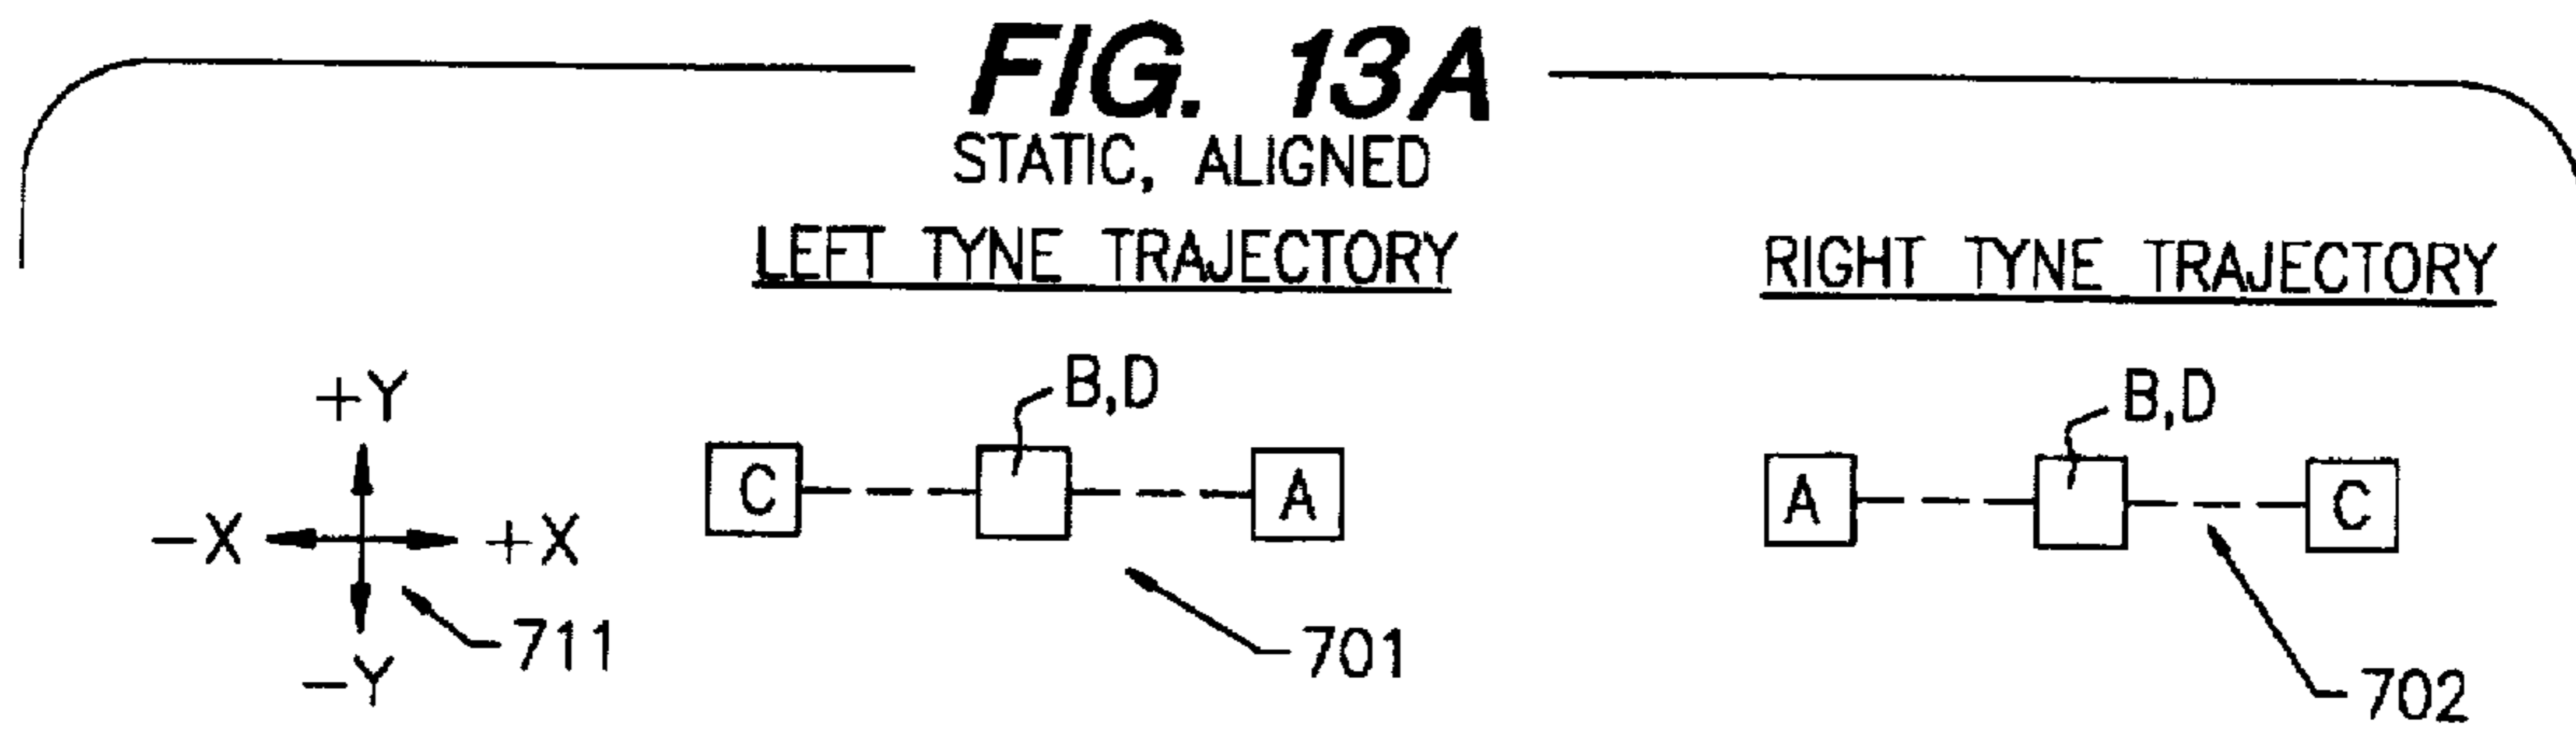 FIG. 13A
STATIC, ALIGNED
LEFT TYNE TRAJECTORY
RIGHT TYNE TRAJECTORY
+Y
-X
+X
-Y
711
C
B,D
A
701
A
B,D
C
702